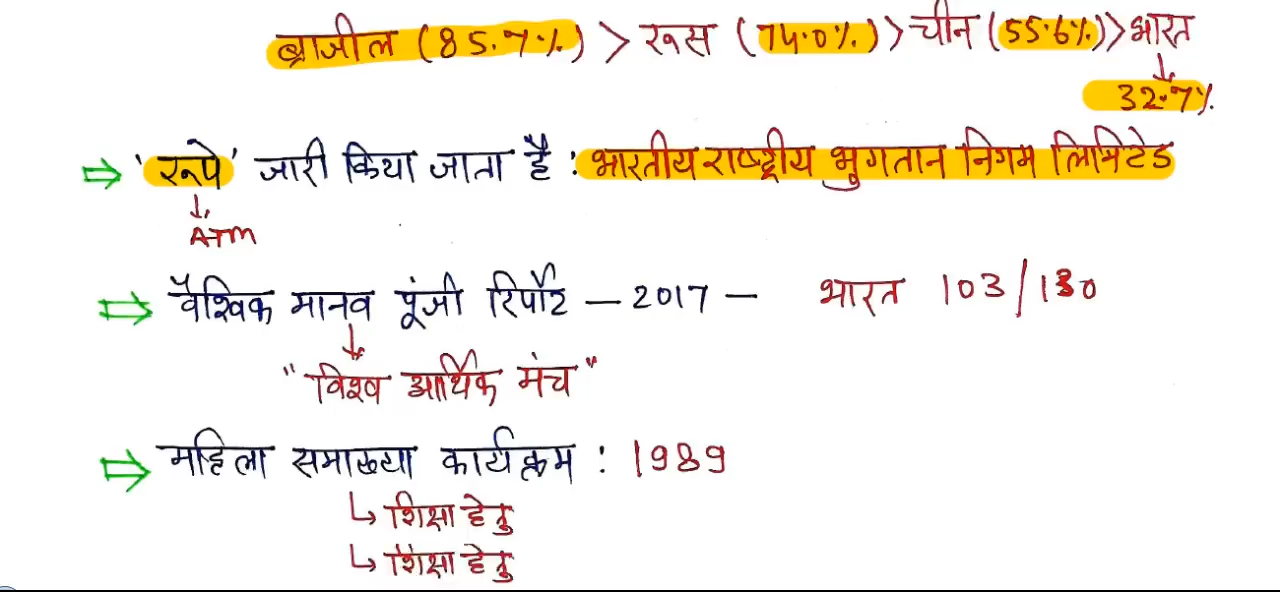 ब्राजील (85.7%) > रूस (74.0%) > चीन (55.6%) > भारत
↓
32.7%
⇒ 'रूपे' जारी किया जाता है : भारतीय राष्ट्रीय भुगतान निगम लिमिटेड
↓
ATM
⇒ वैश्विक मानव पूंजी रिपोर्ट – 2017 – भारत 103/130
↓
"विश्व आर्थिक मंच"
⇒ महिला समाख्या कार्यक्रम : 1989
↳ शिक्षा हेतु
↳ शिक्षा हेतु